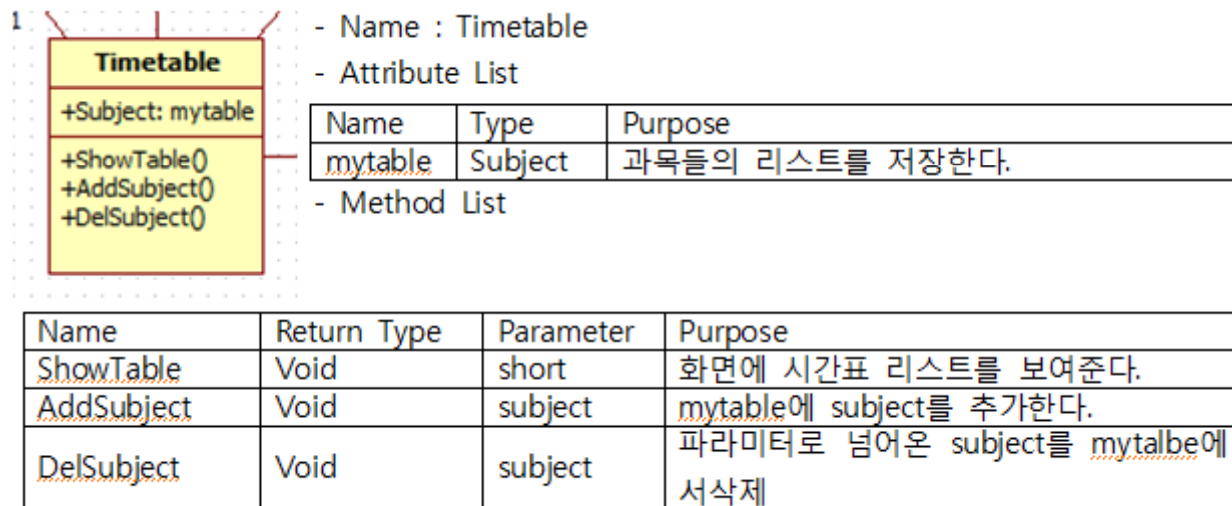 1
Timetable
+Subject: mytable
+ShowTable()
+AddSubject()
+DelSubject()
- Name : Timetable
- Attribute List
Name Type Purpose
mytable Subject 과목들의 리스트를 저장한다.
- Method List
Name Return Type Parameter Purpose
ShowTable Void short 화면에 시간표 리스트를 보여준다.
AddSubject Void subject mytable에 subject를 추가한다.
DelSubject Void subject 파라미터로 넘어온 subject를 mytalbe에
서삭제